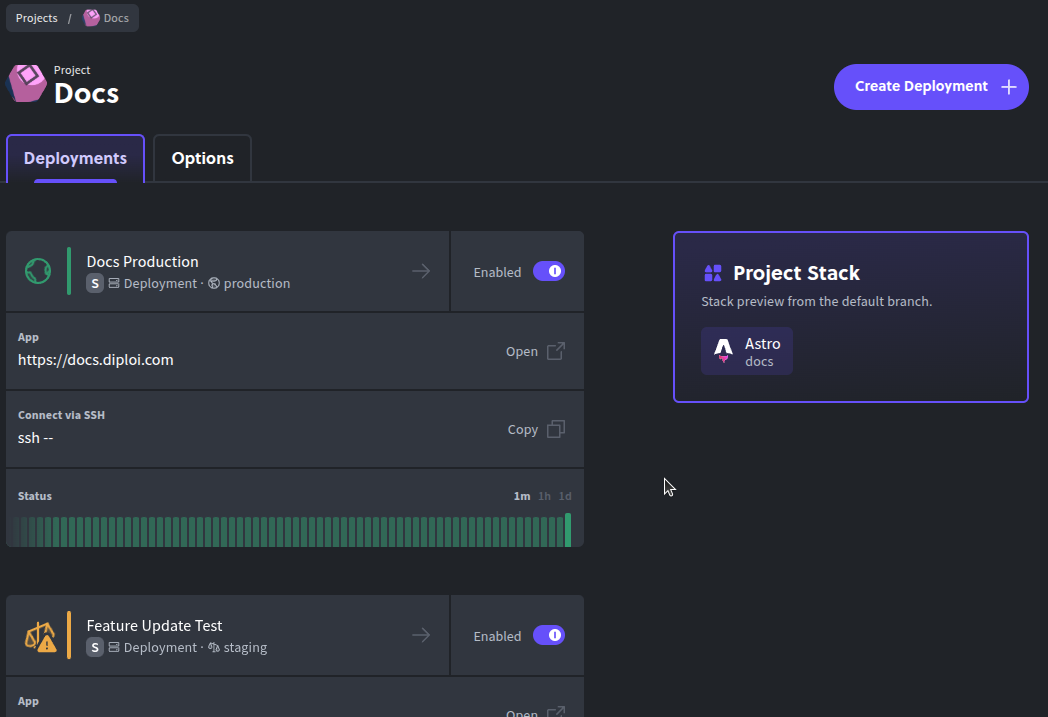 Projects / Docs
Project
Docs
Create Deployment
Deployments
Options
Docs Production
S Deployment · production
Enabled
App
https://docs.diploi.com
Open
Connect via SSH
ssh --
Copy
Status
1m 1h 1d
Project Stack
Stack preview from the default branch.
Astro
docs
Feature Update Test
S Deployment · staging
Enabled
App
Open